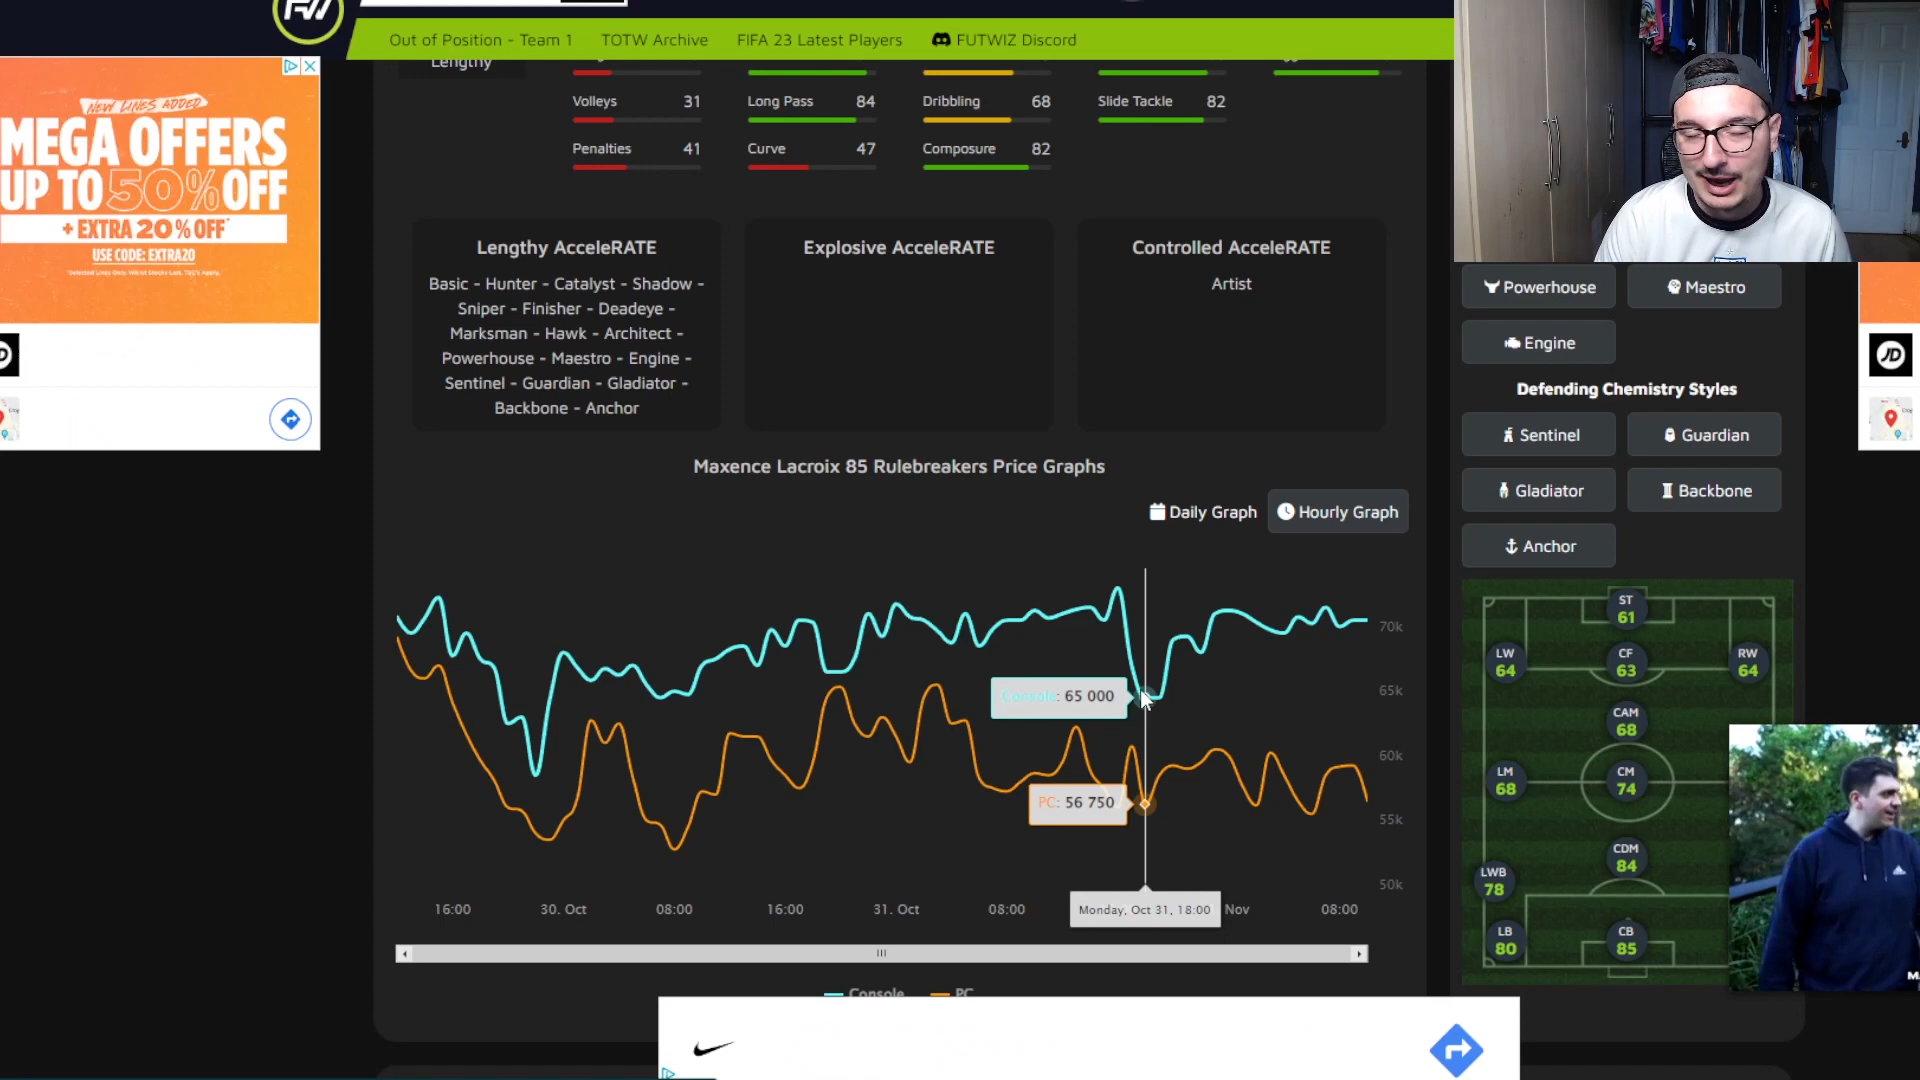 FW
Out of Position - Team 1
TOTW Archive
FIFA 23 Latest Players
FUTWIZ Discord
Lengthy
Volleys 31
Long Pass 84
Dribbling 68
Slide Tackle 82
Penalties 41
Curve 47
Composure 82
NEW LINES ADDED
MEGA OFFERS
UP TO 50% OFF
+ EXTRA 20% OFF*
USE CODE: EXTRA20
Lengthy AcceleRATE
Basic - Hunter - Catalyst - Shadow -
Sniper - Finisher - Deadeye -
Marksman - Hawk - Architect -
Powerhouse - Maestro - Engine -
Sentinel - Guardian - Gladiator -
Backbone - Anchor
Explosive AcceleRATE
Controlled AcceleRATE
Artist
Maxence Lacroix 85 Rulebreakers Price Graphs
Daily Graph
Hourly Graph
70k
65k
60k
55k
50k
Console: 65 000
PC: 56 750
16:00
30. Oct
08:00
16:00
31. Oct
08:00
Monday, Oct 31, 18:00
Nov
08:00
Console
PC
Powerhouse
Maestro
Engine
Defending Chemistry Styles
Sentinel
Guardian
Gladiator
Backbone
Anchor
JD
ST
61
LW
64
CF
63
RW
64
CAM
68
LM
68
CM
74
CDM
84
LWB
78
LB
80
CB
85